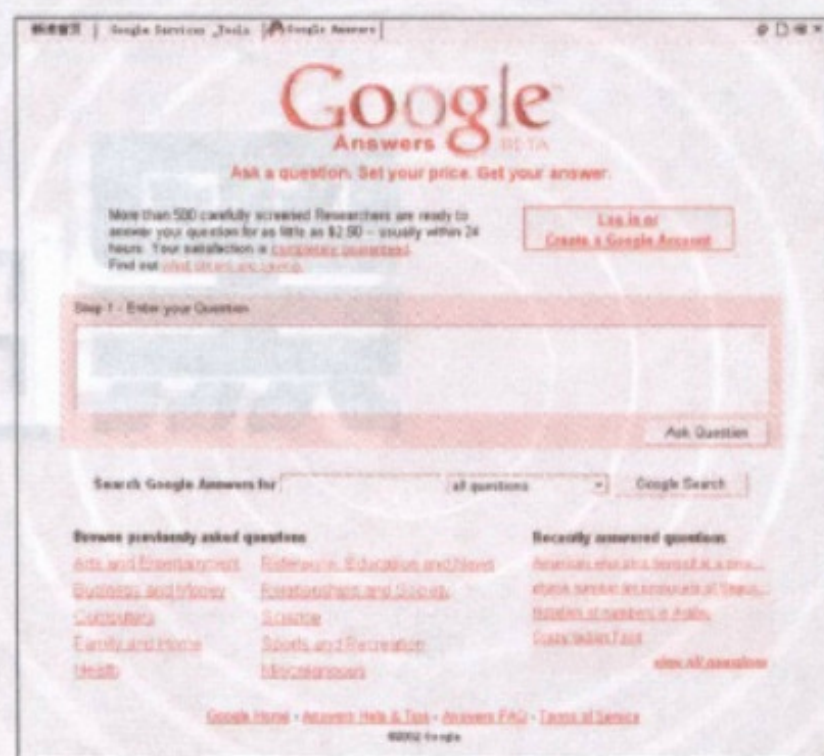 Google Services _Tools Google Answers
Google
Answers BETA
Ask a question. Set your price. Get your answer.
More than 500 carefully screened Researchers are ready to
answer your question for as little as $2.50 – usually within 24
hours. Your satisfaction is completely guaranteed.
Find out
Log in or
Create a Google Account
Step 1 - Enter your Question
Ask Question
Search Google Answers for all questions Google Search
Browse previously asked questions
Arts and Entertainment Reference, Education and News
Business and Money Relationships and Society
Computers Science
Family and Home Sports and Recreation
Health Miscellaneous
Recently answered questions
view all questions
Google Home - Answers Help & Tips - Answers FAQ - Terms of Service
©2002 Google